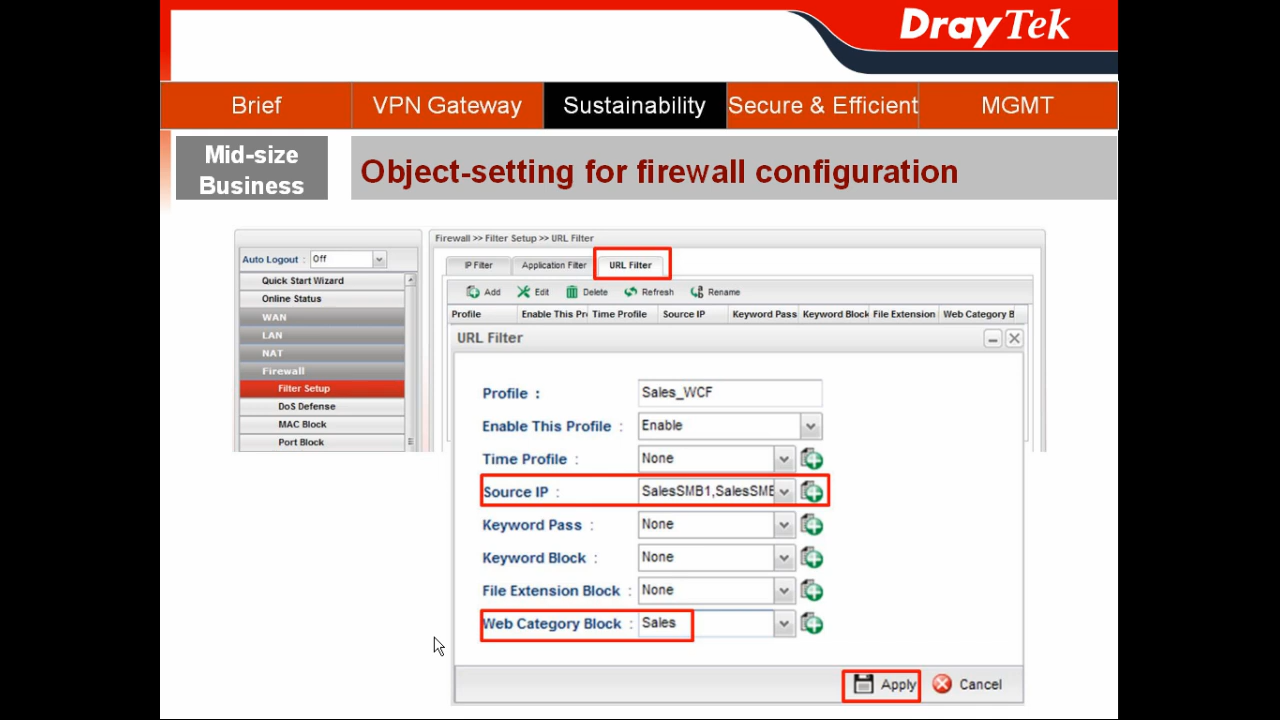 DrayTek
Brief
VPN Gateway
Sustainability
Secure & Efficient
MGMT
Mid-size
Business
Object-setting for firewall configuration
Auto Logout : Off
Quick Start Wizard
Online Status
WAN
LAN
NAT
Firewall
Filter Setup
DoS Defense
MAC Block
Port Block
Firewall >> Filter Setup >> URL Filter
IP Filter
Application Filter
URL Filter
Add
Edit
Delete
Refresh
Rename
Profile
Enable This Pr
Time Profile
Source IP
Keyword Pass
Keyword Block
File Extension
Web Category B
URL Filter
Profile : Sales_WCF
Enable This Profile : Enable
Time Profile : None
Source IP : SalesSMB1,SalesSME
Keyword Pass : None
Keyword Block : None
File Extension Block : None
Web Category Block : Sales
Apply
Cancel